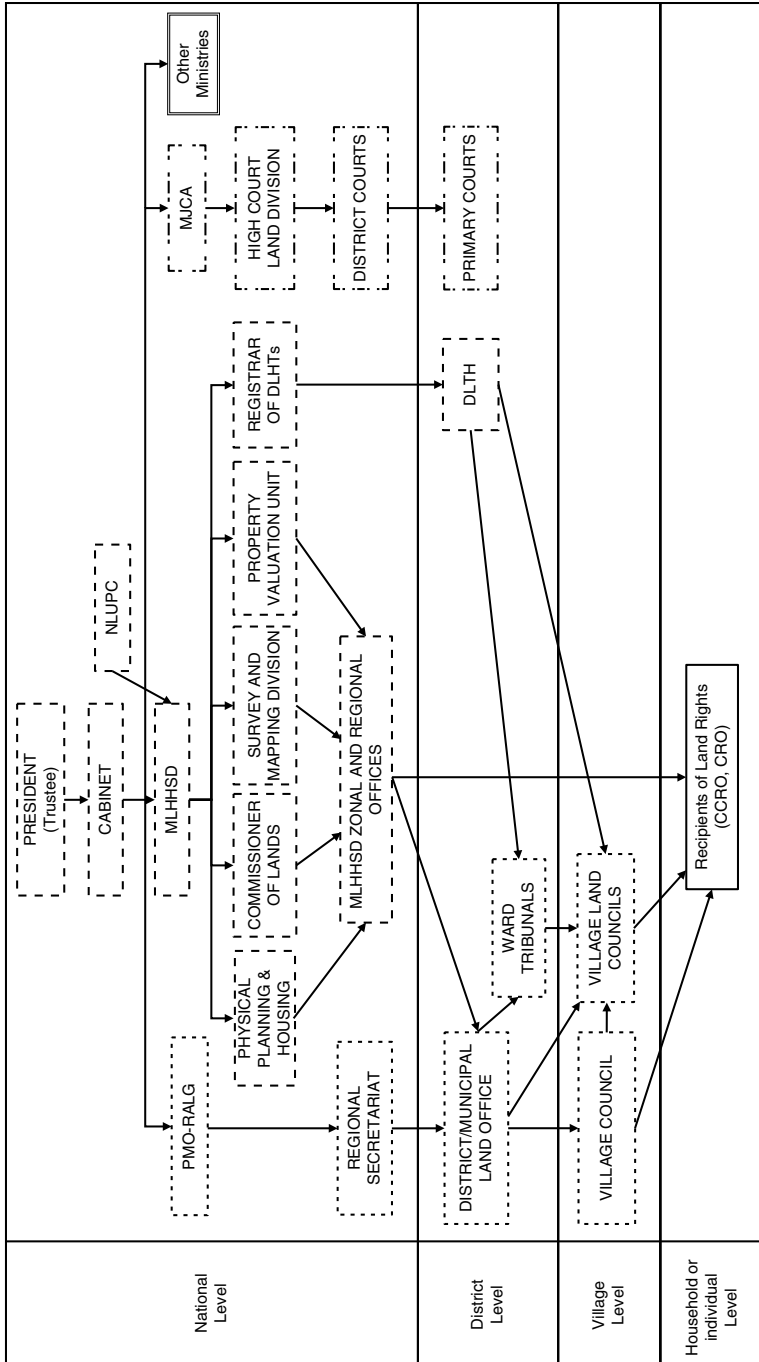 National
Level
PRESIDENT
(Trustee)
CABINET
NLUPC
MLHHSD
PMO-RALG
MJCA
Other
Ministries
PHYSICAL
PLANNING &
HOUSING
COMMISSIONER
OF LANDS
SURVEY AND
MAPPING DIVISION
PROPERTY
VALUATION UNIT
REGISTRAR
OF DLHTs
HIGH COURT
LAND DIVISION
REGIONAL
SECRETARIAT
MLHHSD ZONAL AND REGIONAL
OFFICES
DISTRICT COURTS
District
Level
DISTRICT/MUNICIPAL
LAND OFFICE
WARD
TRIBUNALS
DLTH
PRIMARY COURTS
Village
Level
VILLAGE COUNCIL
VILLAGE LAND
COUNCILS
Household or
individual
Level
Recipients of Land Rights
(CCRO, CRO)